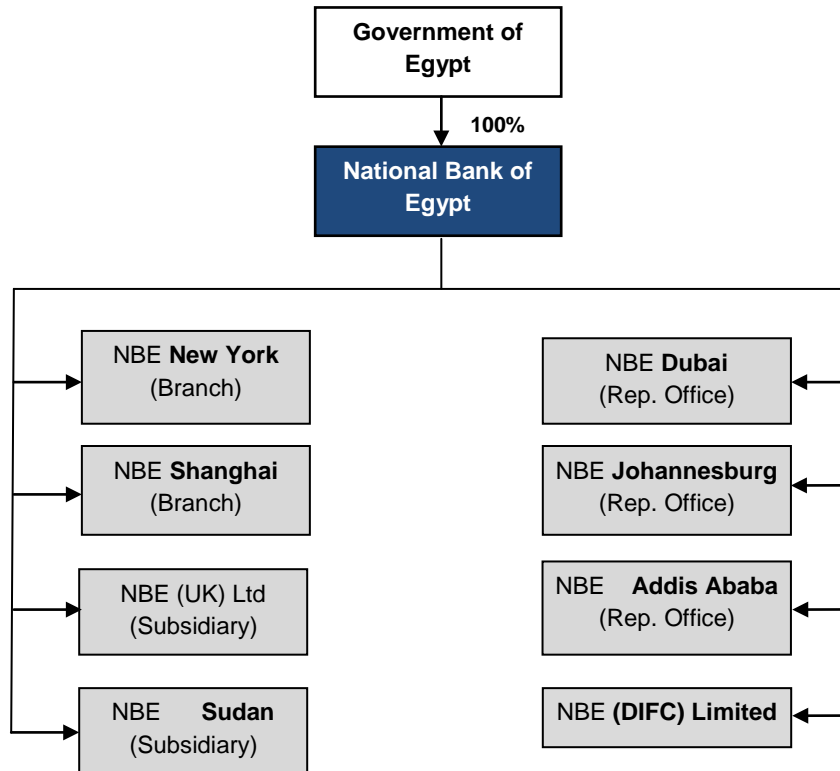 Government of
Egypt
100%
National Bank of
Egypt
NBE New York
(Branch)
NBE Dubai
(Rep. Office)
NBE Shanghai
(Branch)
NBE Johannesburg
(Rep. Office)
NBE (UK) Ltd
(Subsidiary)
NBE Addis Ababa
(Rep. Office)
NBE Sudan
(Subsidiary)
NBE (DIFC) Limited